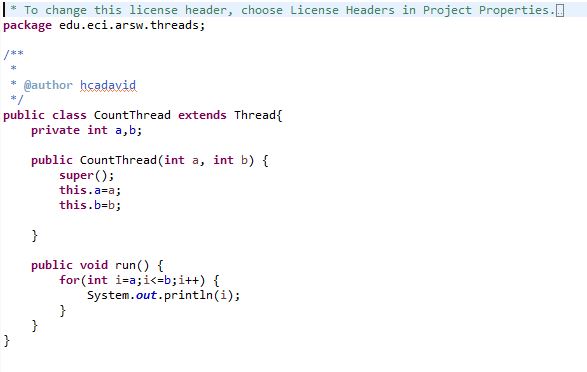 * To change this license header, choose License Headers in Project Properties.
package edu.eci.arsw.threads;
/**
*
* @author hcadavid
*/
public class CountThread extends Thread{
private int a,b;
public CountThread(int a, int b) {
super();
this.a=a;
this.b=b;
}
public void run() {
for(int i=a;i<=b;i++) {
System.out.println(i);
}
}
}